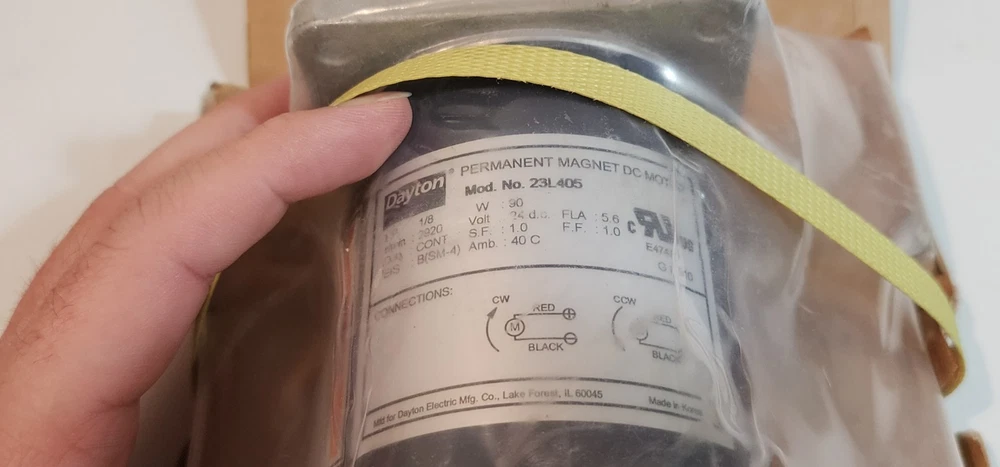 Dayton®
PERMANENT MAGNET DC MOTOR
Mod. No. 23L405
1/8
2920
CONT
B(SM-4)
W : 90
Volt : 24 d.c. FLA : 5.6
S.F. : 1.0 F.F. : 1.0
Amb. : 40 C
c US
CONNECTIONS:
CW
RED
M
BLACK
CCW
RED
BLACK
Mfd for Dayton Electric Mfg. Co., Lake Forest, IL 60045
Made in Korea